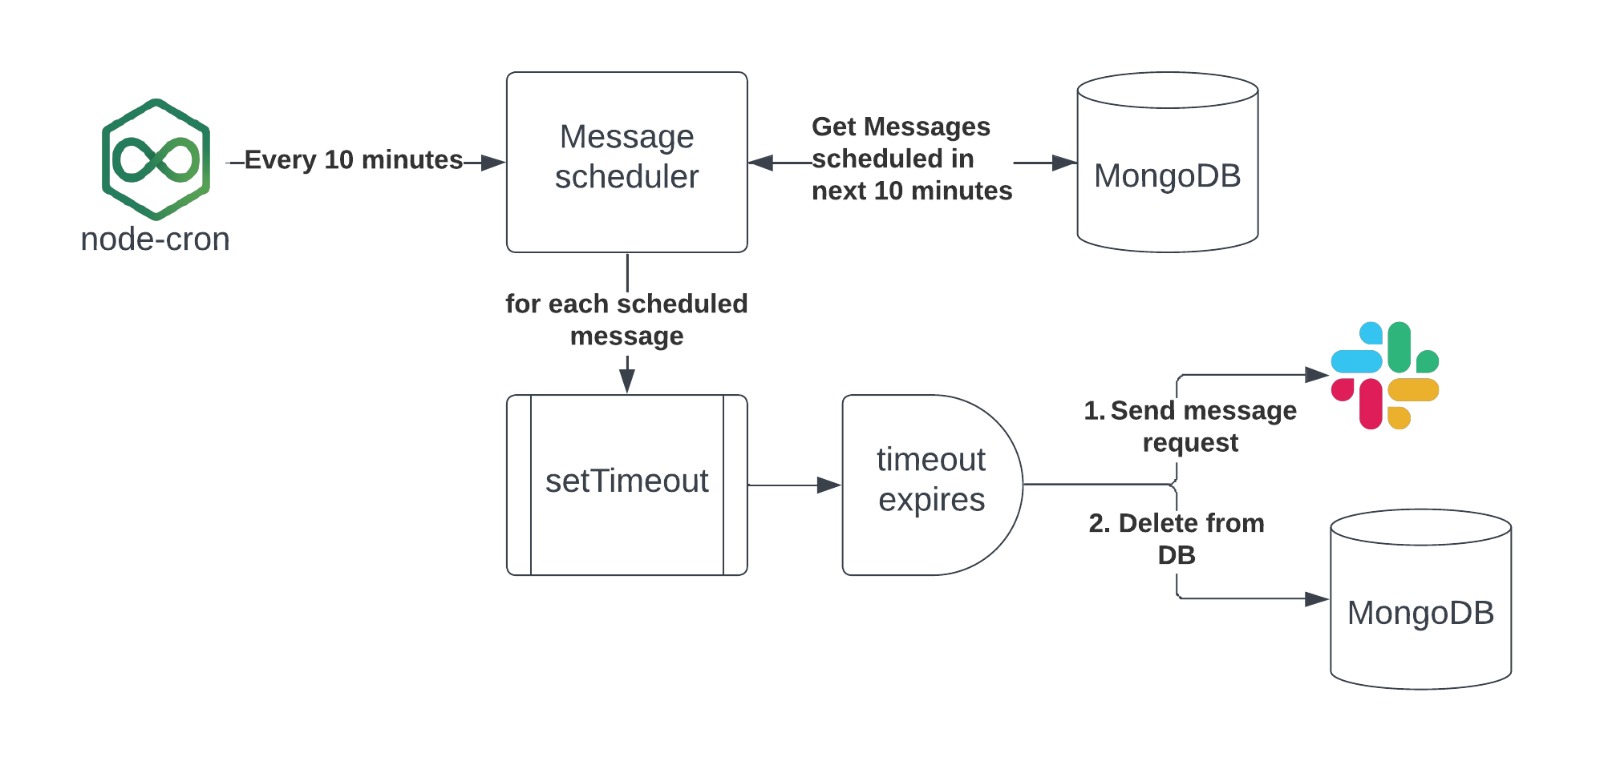 node-cron
Every 10 minutes
Message
scheduler
Get Messages
scheduled in
next 10 minutes
MongoDB
for each scheduled
message
setTimeout
timeout
expires
1. Send message
request
2. Delete from
DB
MongoDB